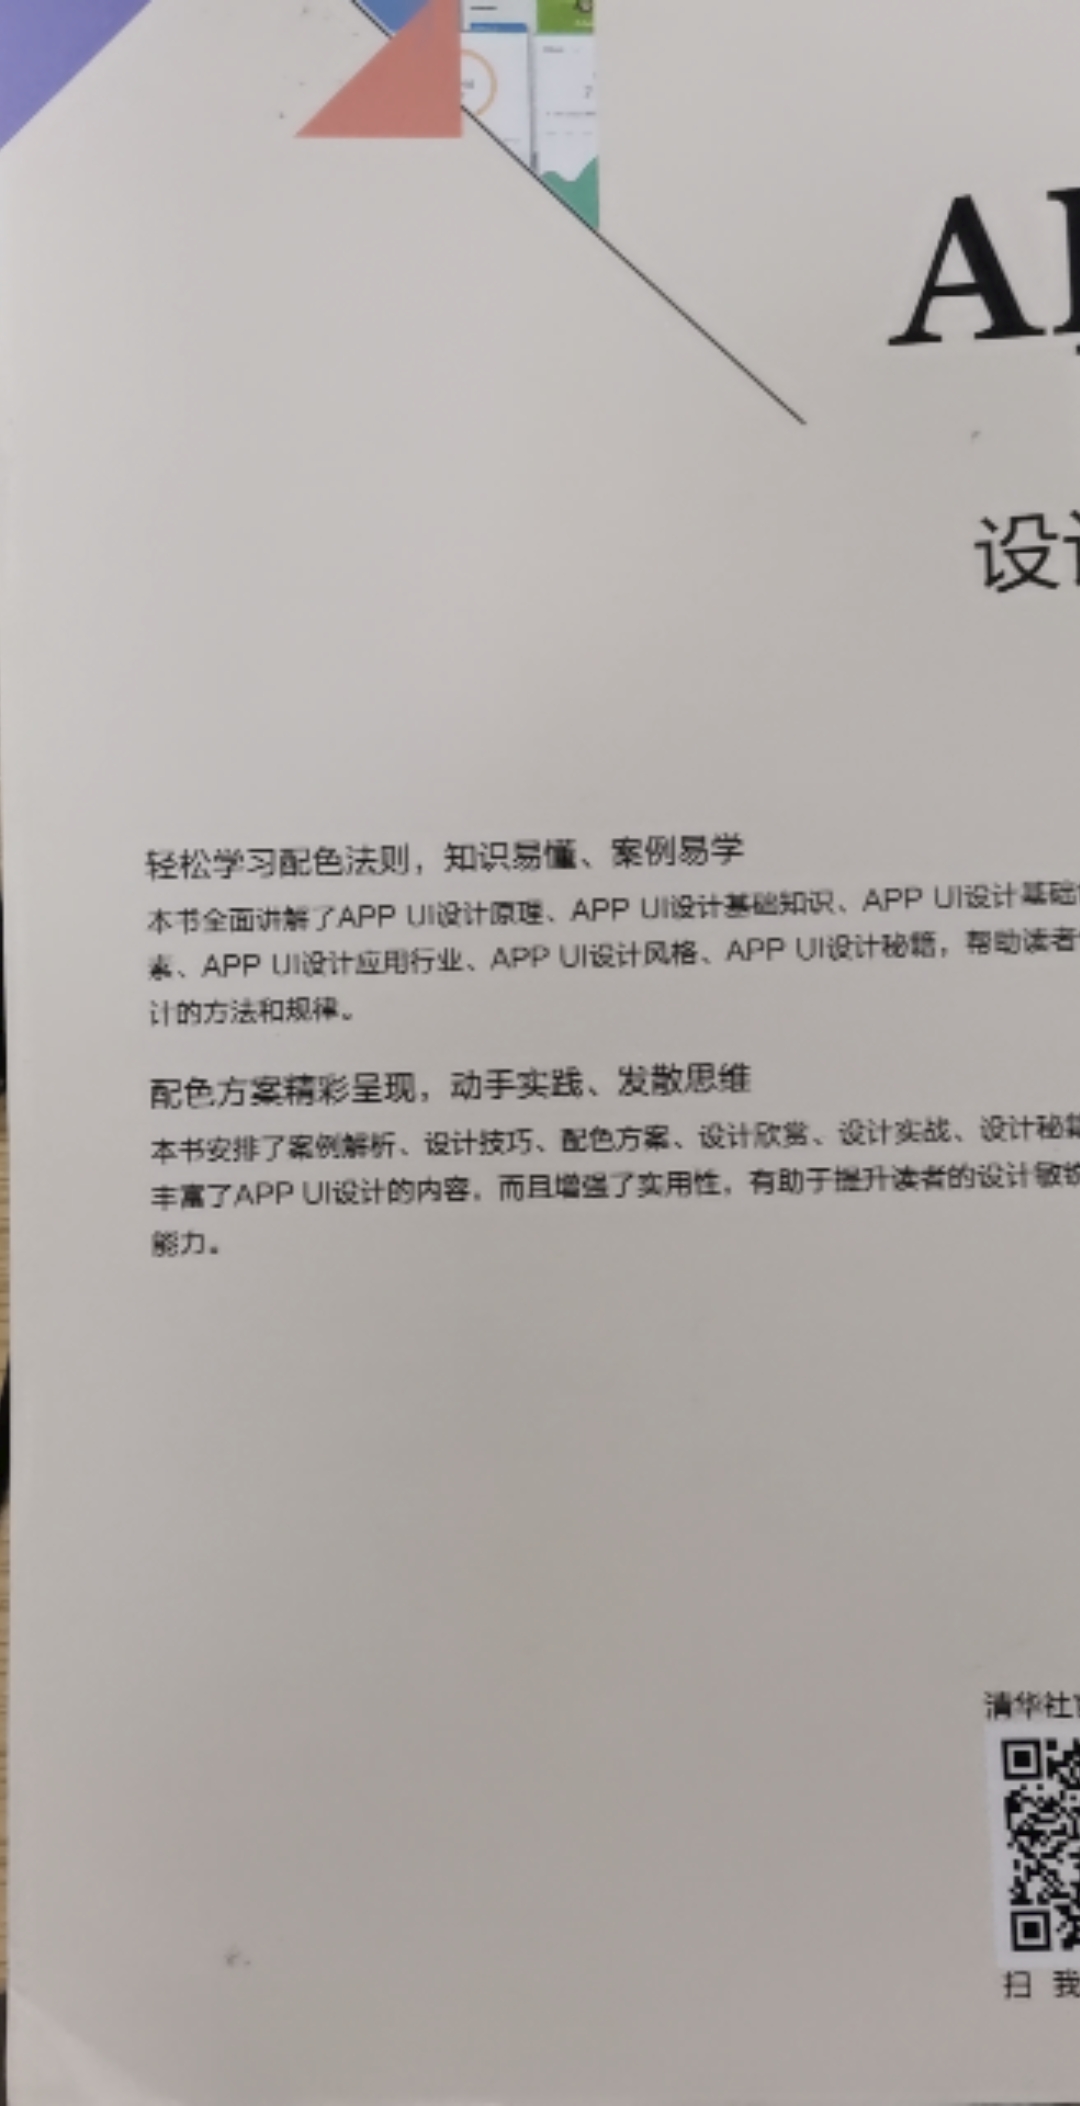 设
轻松学习配色法则，知识易懂、案例易学
本书全面讲解了APP UI设计原理、APP UI设计基础知识、APP UI设计基础
素、APP UI设计应用行业、APP UI设计风格、APP UI设计秘籍，帮助读者
计的方法和规律。
配色方案精彩呈现，动手实践、发散思维
本书安排了案例解析、设计技巧、配色方案、设计欣赏、设计实战、设计秘籍
丰富了APP UI设计的内容，而且增强了实用性，有助于提升读者的设计敏锐
能力。
清华社
扫 我